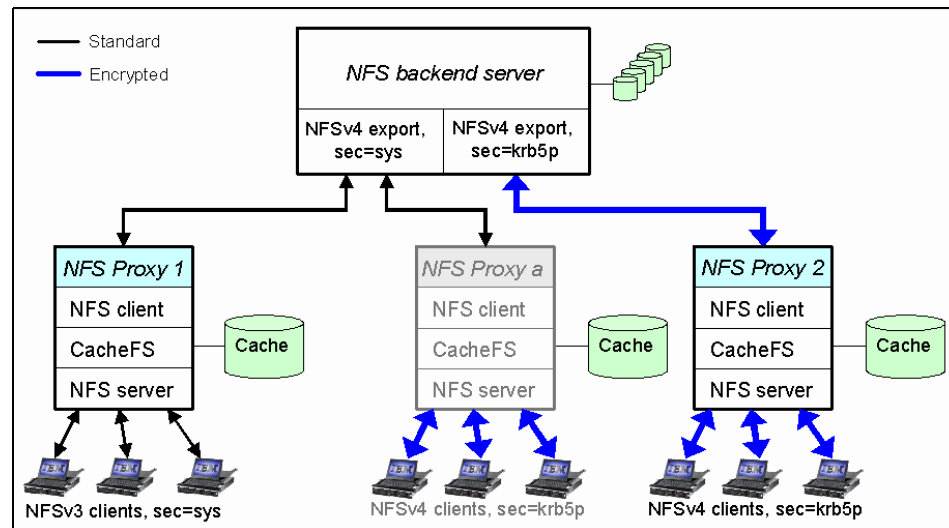 Standard
Encrypted
NFS backend server
NFSv4 export,
sec=sys
NFSv4 export,
sec=krb5p
NFS Proxy 1
NFS client
CacheFS
NFS server
Cache
NFS Proxy a
NFS client
CacheFS
NFS server
Cache
NFS Proxy 2
NFS client
CacheFS
NFS server
Cache
NFSv3 clients, sec=sys
NFSv4 clients, sec=krb5p
NFSv4 clients, sec=krb5p